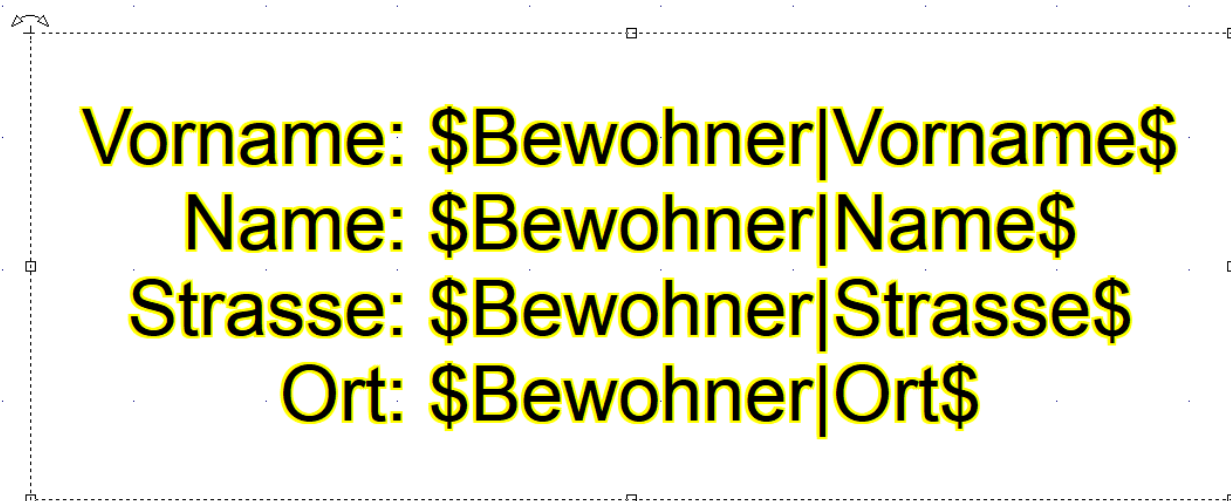 Vorname: $Bewohner|Vorname$
Name: $Bewohner|Name$
Strasse: $Bewohner|Strasse$
Ort: $Bewohner|Ort$